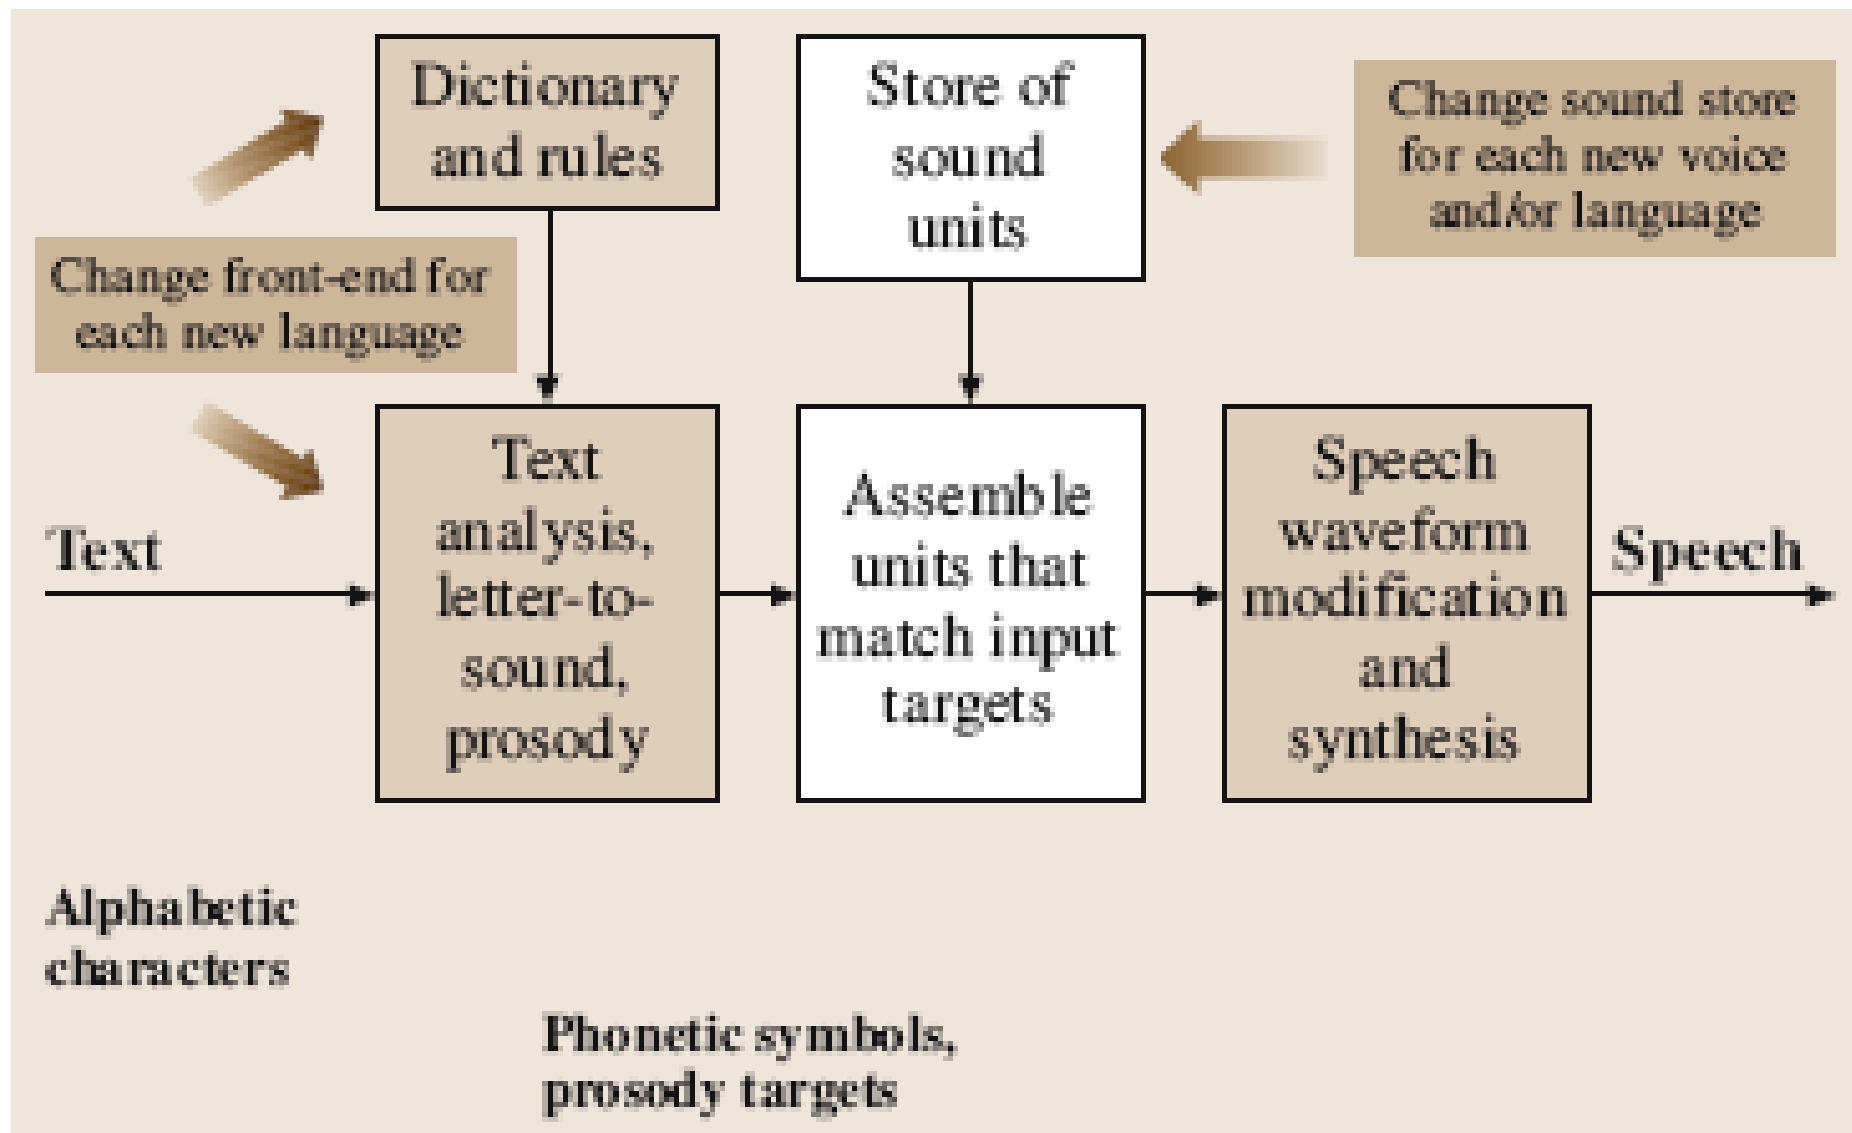 Dictionary
and rules
Store of
sound
units
Change sound store
for each new voice
and/or language
Change front-end for
each new language
Text
Text
analysis,
letter-to-
sound,
prosody
Assemble
units that
match input
targets
Speech
waveform
modification
and
synthesis
Speech
Alphabetic
characters
Phonetic symbols,
prosody targets